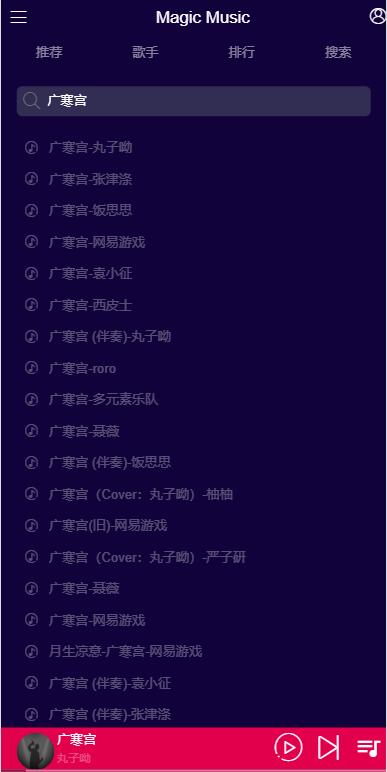 Magic Music
推荐 歌手 排行 搜索
广寒宫
广寒宫-丸子呦
广寒宫-张津涤
广寒宫-饭思思
广寒宫-网易游戏
广寒宫-袁小征
广寒宫-西皮士
广寒宫 (伴奏)-丸子呦
广寒宫-roro
广寒宫-多元素乐队
广寒宫-聂薇
广寒宫 (伴奏)-饭思思
广寒宫（Cover：丸子呦）-柚柚
广寒宫(旧)-网易游戏
广寒宫（Cover：丸子呦）-严子研
广寒宫-聂薇
广寒宫-网易游戏
月生凉意-广寒宫-网易游戏
广寒宫 (伴奏)-袁小征
广寒宫 (伴奏)-张津涤
广寒宫
丸子呦